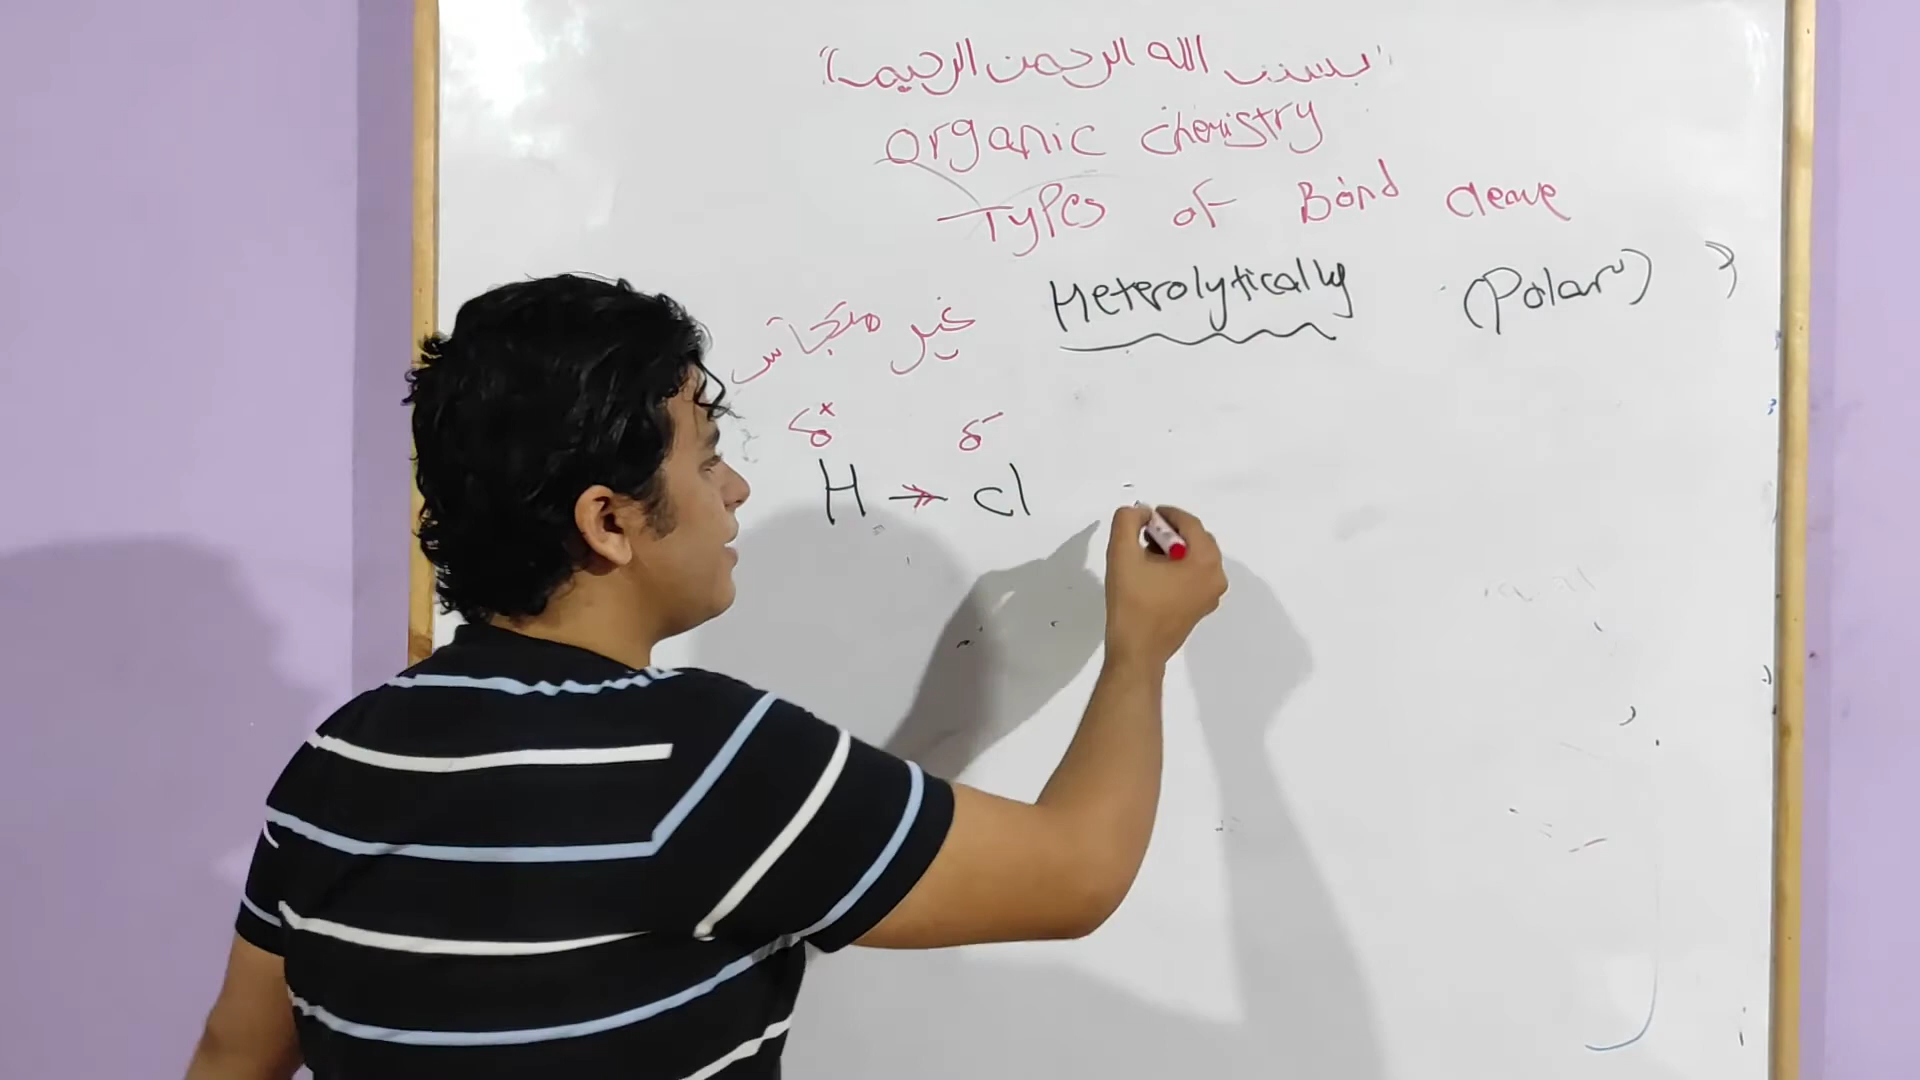 "بسم الله الرحمن الرحيم"
organic chemistry
Types of Bond cleave
غير متجانس Heterolytically (Polar)
δ+ δ-
H → Cl